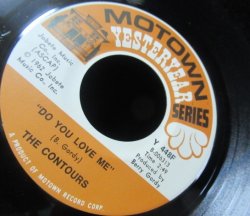 MOTOWN
YESTERYEAR
SERIES
Jobete Music
Co., Inc.
(ASCAP)
℗ 1962 Jobete
Music Co., Inc.
Y 448F
Time: 2:49
Produced by
Berry Gordy
"DO YOU LOVE ME"
(B. Gordy)
THE CONTOURS
A PRODUCT OF MOTOWN RECORD CORP